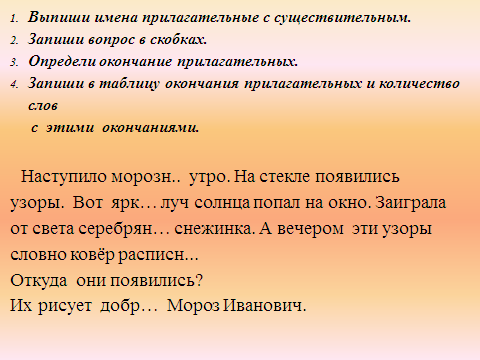 1. Выпиши имена прилагательные с существительным.
2. Запиши вопрос в скобках.
3. Определи окончание прилагательных.
4. Запиши в таблицу окончания прилагательных и количество
слов
с этими окончаниями.
Наступило морозн.. утро. На стекле появились
узоры. Вот ярк… луч солнца попал на окно. Заиграла
от света серебрян… снежинка. А вечером эти узоры
словно ковёр расписн...
Откуда они появились?
Их рисует добр… Мороз Иванович.